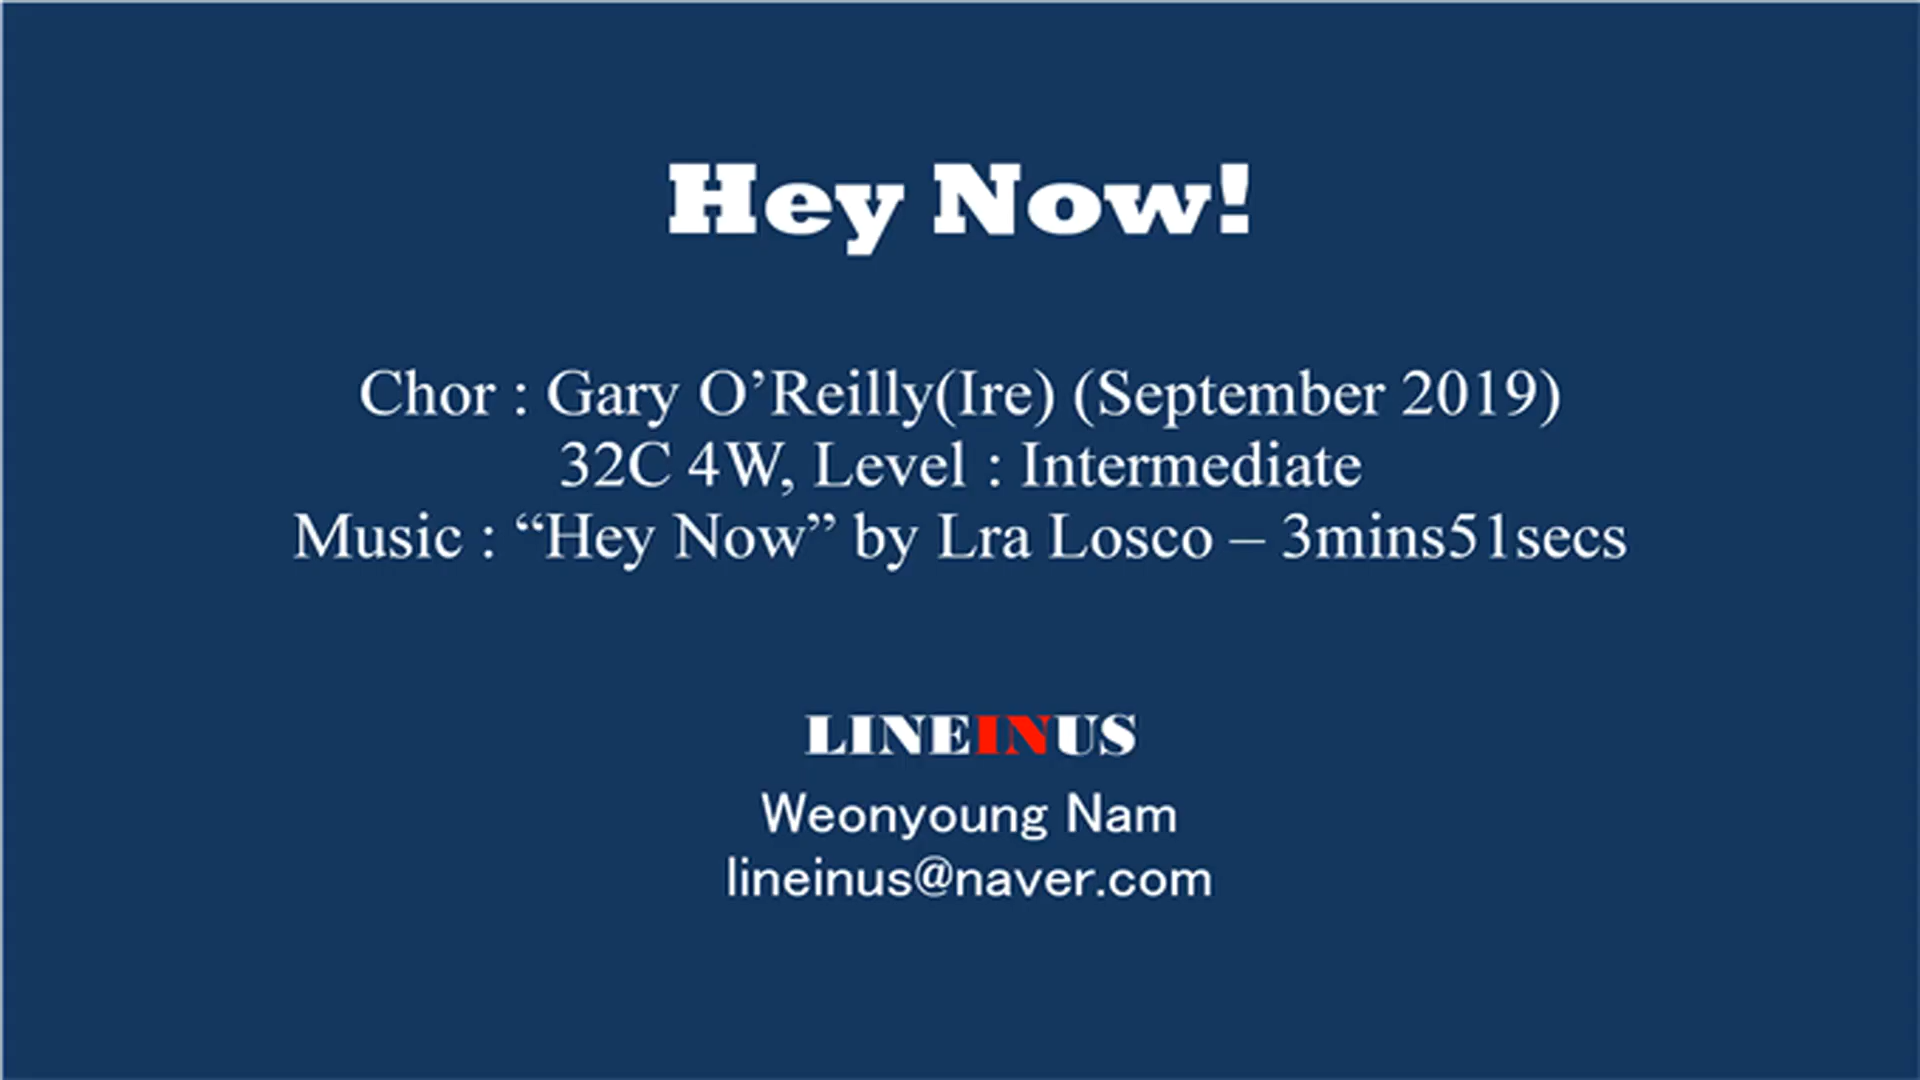 Hey Now!
Chor : Gary O’Reilly(Ire) (September 2019)
32C 4W, Level : Intermediate
Music : “Hey Now” by Lra Losco – 3mins51secs
LINEINUS
Weonyoung Nam
lineinus@naver.com